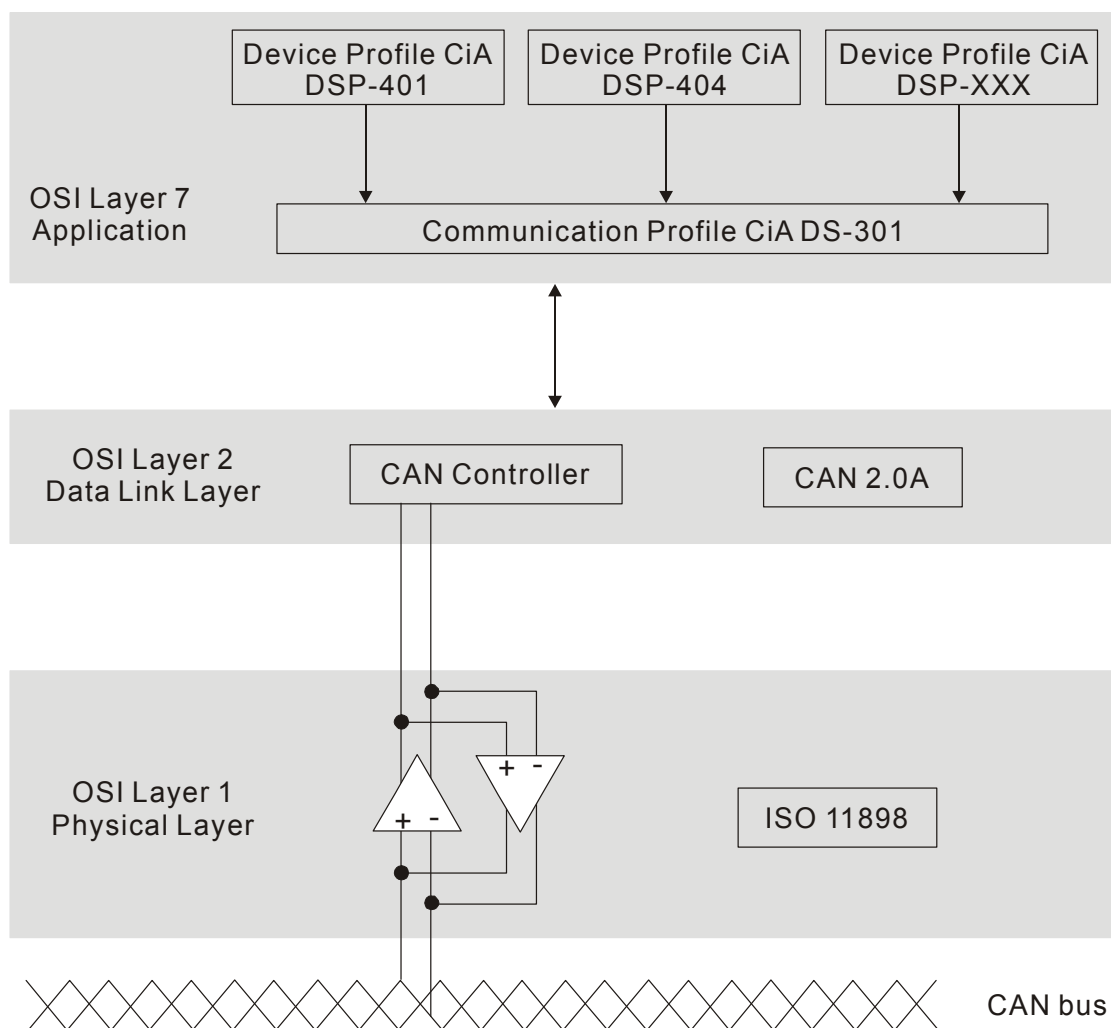 Device Profile CiA
DSP-401
Device Profile CiA
DSP-404
Device Profile CiA
DSP-XXX
OSI Layer 7
Application
Communication Profile CiA DS-301
OSI Layer 2
Data Link Layer
CAN Controller
CAN 2.0A
OSI Layer 1
Physical Layer
+ -
+ -
ISO 11898
CAN bus